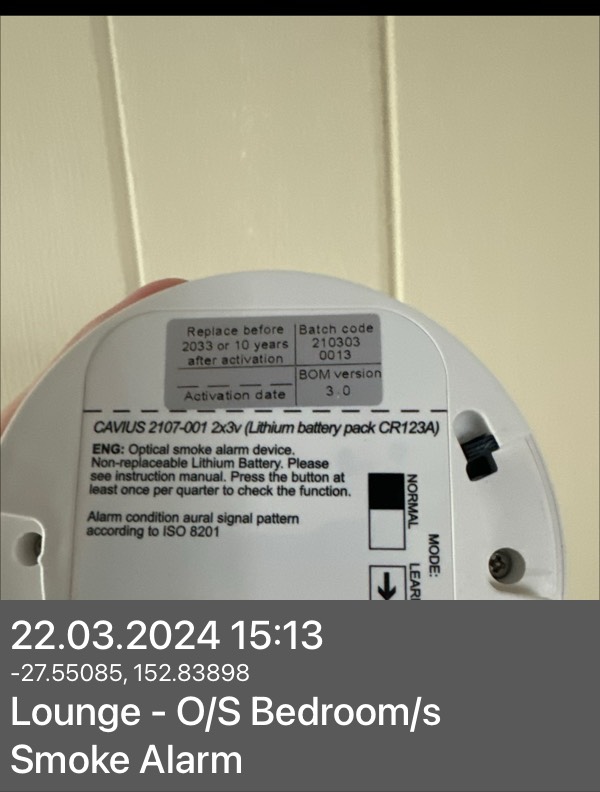 Replace before
2033 or 10 years
after activation
Batch code
210303
0013
Activation date
BOM version
3.0
CAVIUS 2107-001 2x3v (Lithium battery pack CR123A)
ENG: Optical smoke alarm device.
Non-replaceable Lithium Battery. Please
see instruction manual. Press the button at
least once per quarter to check the function.
Alarm condition aural signal pattern
according to ISO 8201
NORMAL
MODE:
22.03.2024 15:13
-27.55085, 152.83898
Lounge - O/S Bedroom/s
Smoke Alarm